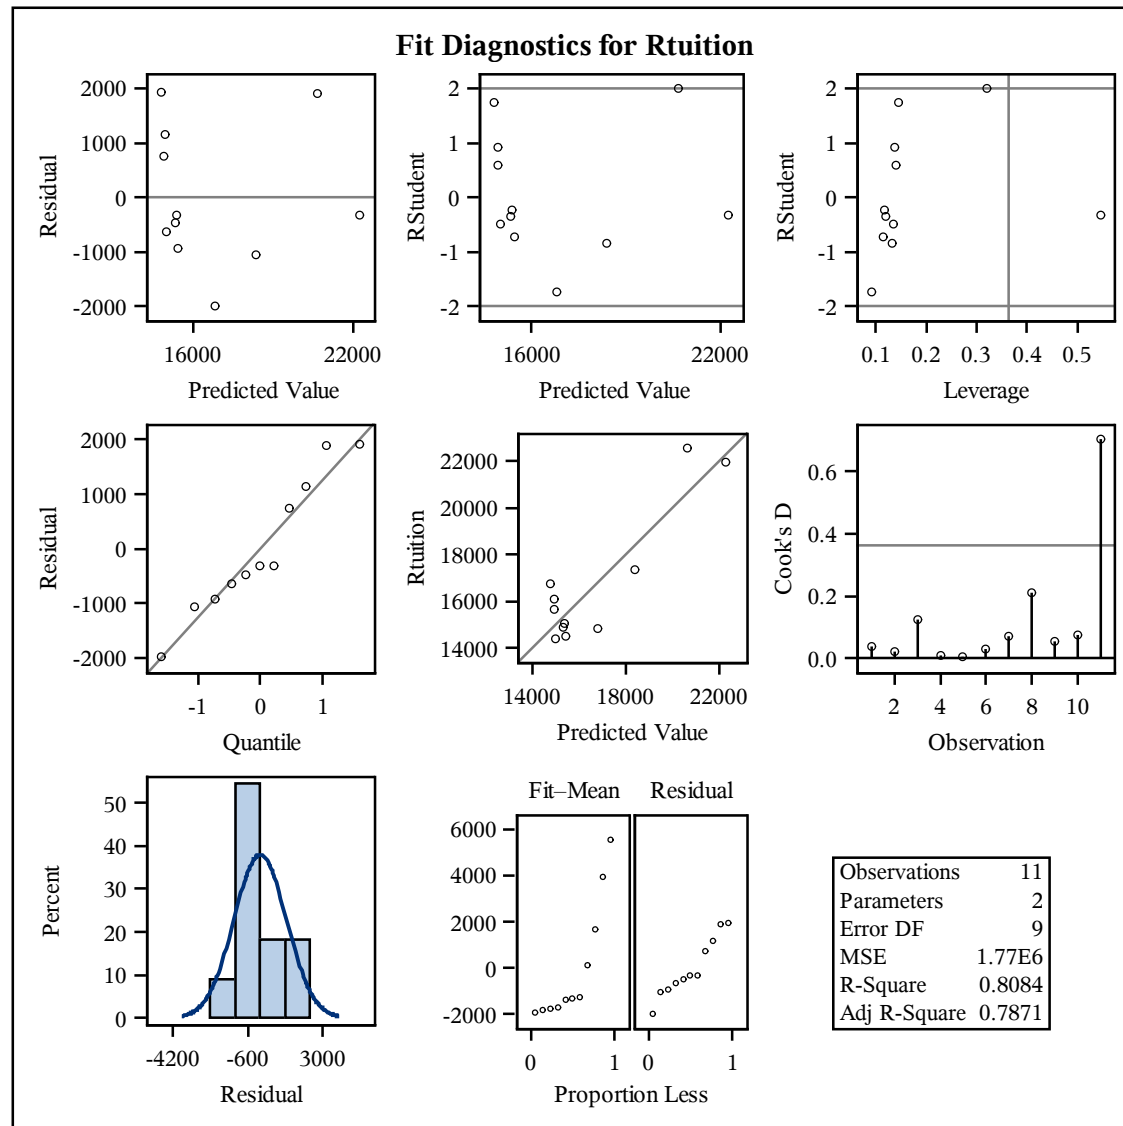 Fit Diagnostics for Rtuition
2000
1000
0
-1000
-2000
Residual
16000 22000
Predicted Value
2
1
0
-1
-2
RStudent
16000 22000
Predicted Value
2
1
0
-1
-2
RStudent
0.1 0.2 0.3 0.4 0.5
Leverage
2000
1000
0
-1000
-2000
Residual
-1 0 1
Quantile
22000
20000
18000
16000
14000
Rtuition
14000 18000 22000
Predicted Value
0.6
0.4
0.2
0.0
Cook's D
2 4 6 8 10
Observation
50
40
30
20
10
0
Percent
-4200 -600 3000
Residual
Fit–Mean Residual
6000
4000
2000
0
-2000
0 1 0 1
Proportion Less
Observations 11
Parameters 2
Error DF 9
MSE 1.77E6
R-Square 0.8084
Adj R-Square 0.7871